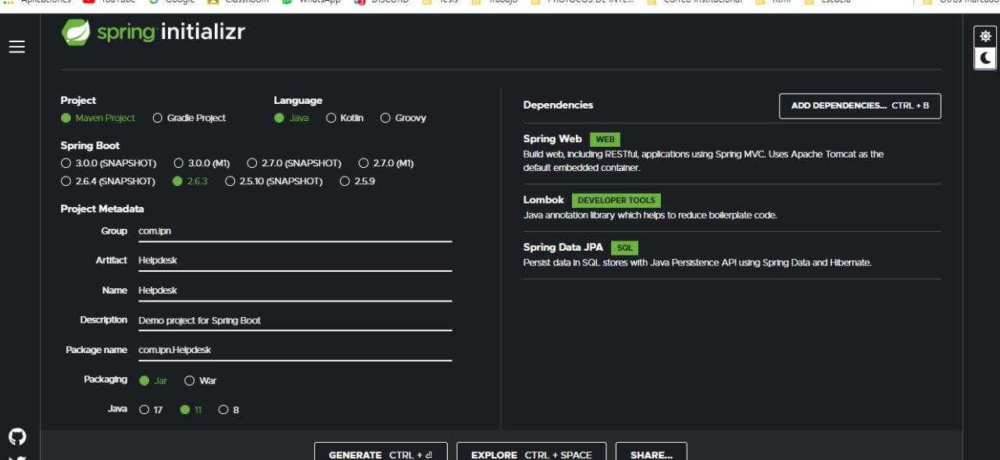 Aplicaciones YouTube Google ClassRoom WhatsApp DISCORD Tesis Trabajo PROTOCOS DE INTE... Correo Institucional html Escuela Otros marcado
spring initializr
Project
Maven Project Gradle Project
Language
Java Kotlin Groovy
Spring Boot
3.0.0 (SNAPSHOT) 3.0.0 (M1) 2.7.0 (SNAPSHOT) 2.7.0 (M1)
2.6.4 (SNAPSHOT) 2.6.3 2.5.10 (SNAPSHOT) 2.5.9
Project Metadata
Group com.ipn
Artifact Helpdesk
Name Helpdesk
Description Demo project for Spring Boot
Package name com.ipn.Helpdesk
Packaging Jar War
Java 17 11 8
Dependencies
ADD DEPENDENCIES... CTRL + B
Spring Web WEB
Build web, including RESTful, applications using Spring MVC. Uses Apache Tomcat as the
default embedded container.
Lombok DEVELOPER TOOLS
Java annotation library which helps to reduce boilerplate code.
Spring Data JPA SQL
Persist data in SQL stores with Java Persistence API using Spring Data and Hibernate.
GENERATE CTRL + ⏎ EXPLORE CTRL + SPACE SHARE...